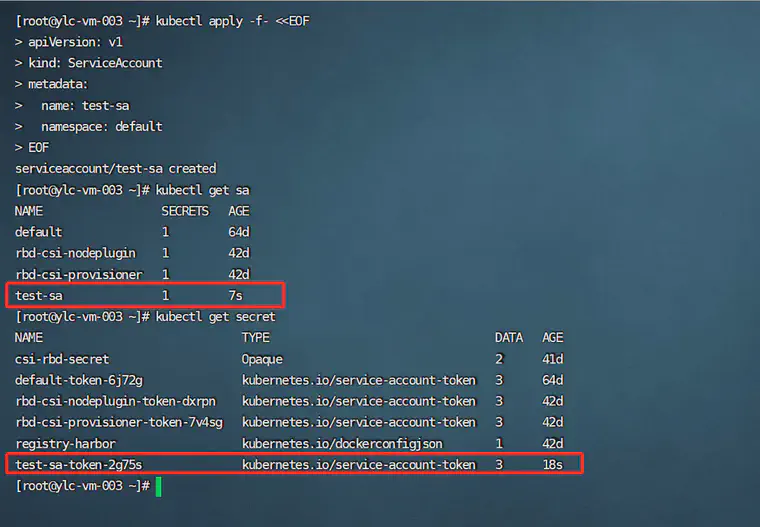 [root@ylc-vm-003 ~]# kubectl apply -f- <<EOF
> apiVersion: v1
> kind: ServiceAccount
> metadata:
>   name: test-sa
>   namespace: default
> EOF
serviceaccount/test-sa created
[root@ylc-vm-003 ~]# kubectl get sa
NAME                  SECRETS   AGE
default               1         64d
rbd-csi-nodeplugin    1         42d
rbd-csi-provisioner   1         42d
test-sa               1         7s
[root@ylc-vm-003 ~]# kubectl get secret
NAME                              TYPE                                  DATA   AGE
csi-rbd-secret                    Opaque                                2      41d
default-token-6j72g               kubernetes.io/service-account-token   3      64d
rbd-csi-nodeplugin-token-dxrpn    kubernetes.io/service-account-token   3      42d
rbd-csi-provisioner-token-7v4sg   kubernetes.io/service-account-token   3      42d
registry-harbor                   kubernetes.io/dockerconfigjson        1      42d
test-sa-token-2g75s               kubernetes.io/service-account-token   3      18s
[root@ylc-vm-003 ~]#